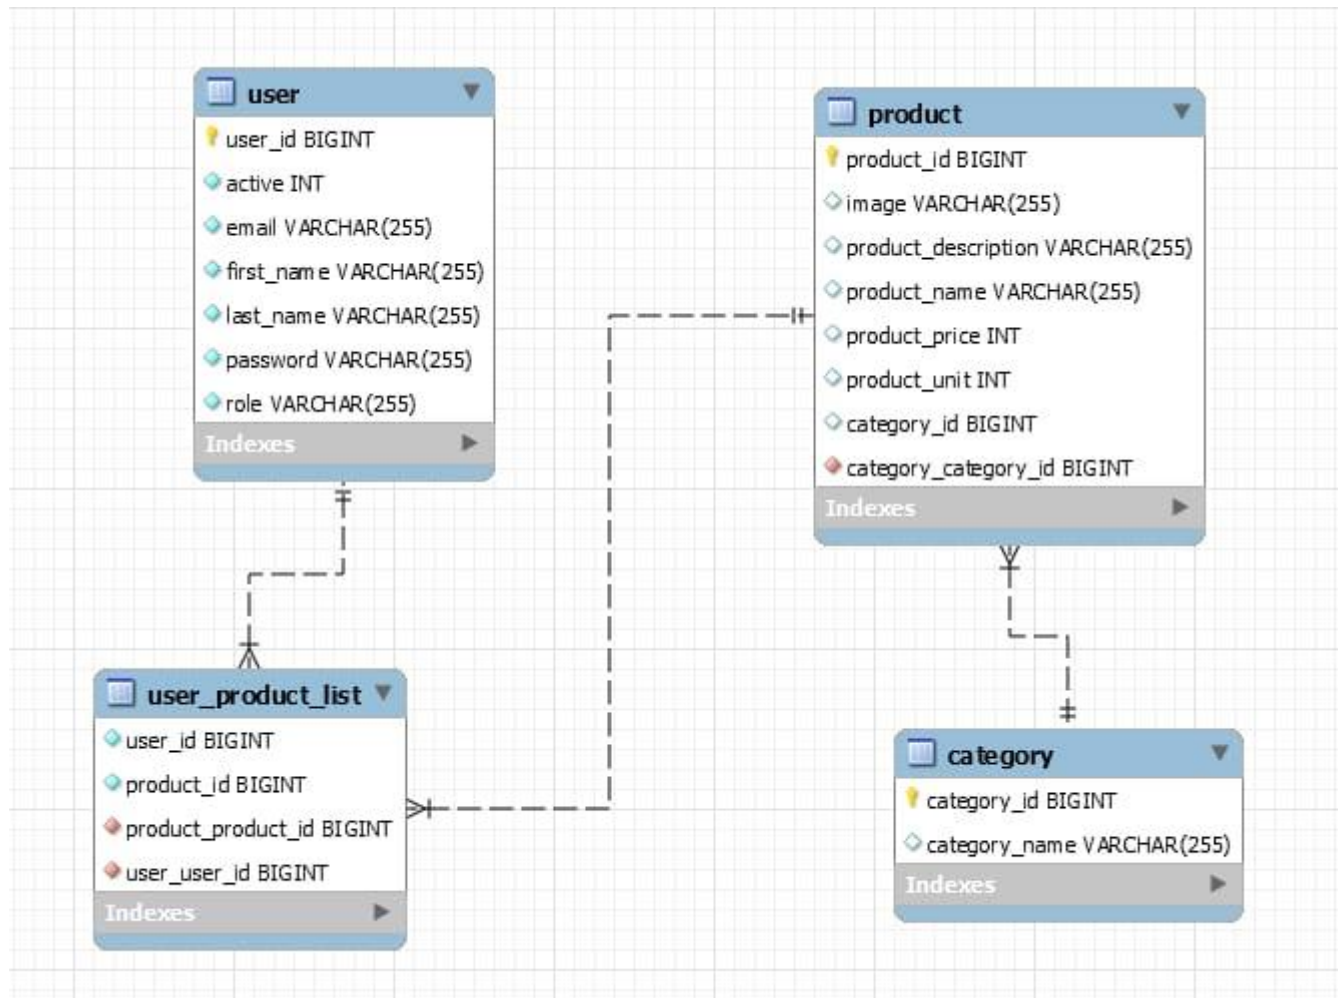 user
user_id BIGINT
active INT
email VARCHAR(255)
first_name VARCHAR(255)
last_name VARCHAR(255)
password VARCHAR(255)
role VARCHAR(255)
Indexes
product
product_id BIGINT
image VARCHAR(255)
product_description VARCHAR(255)
product_name VARCHAR(255)
product_price INT
product_unit INT
category_id BIGINT
category_category_id BIGINT
Indexes
user_product_list
user_id BIGINT
product_id BIGINT
product_product_id BIGINT
user_user_id BIGINT
Indexes
category
category_id BIGINT
category_name VARCHAR(255)
Indexes